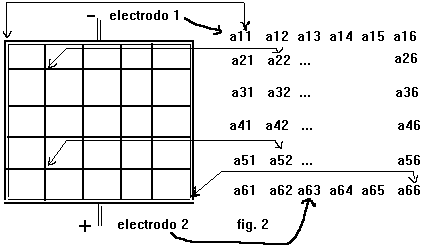 − electrodo 1
a11 a12 a13 a14 a15 a16
a21 a22 ... a26
a31 a32 ... a36
a41 a42 ... a46
a51 a52 ... a56
a61 a62 a63 a64 a65 a66
+ electrodo 2 fig. 2